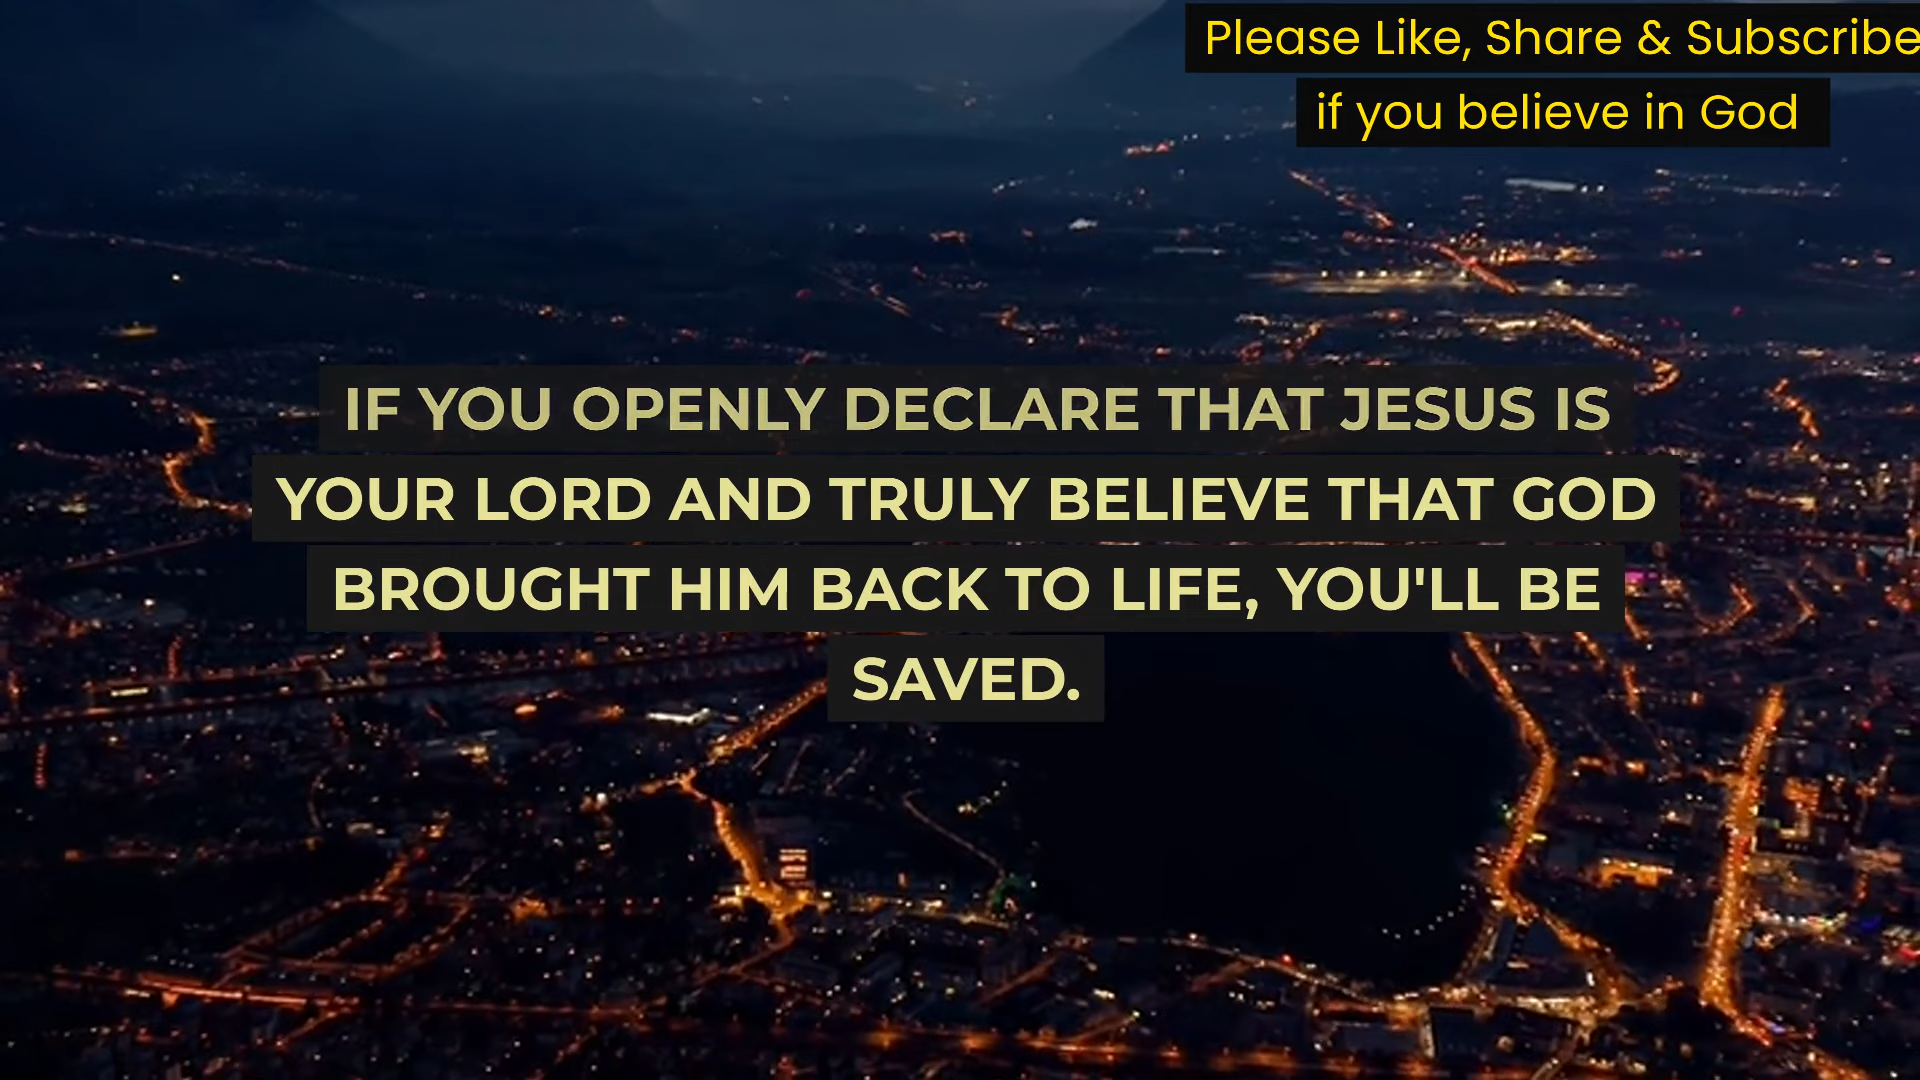 Please Like, Share & Subscribe
if you believe in God
IF YOU OPENLY DECLARE THAT JESUS IS
YOUR LORD AND TRULY BELIEVE THAT GOD
BROUGHT HIM BACK TO LIFE, YOU'LL BE
SAVED.